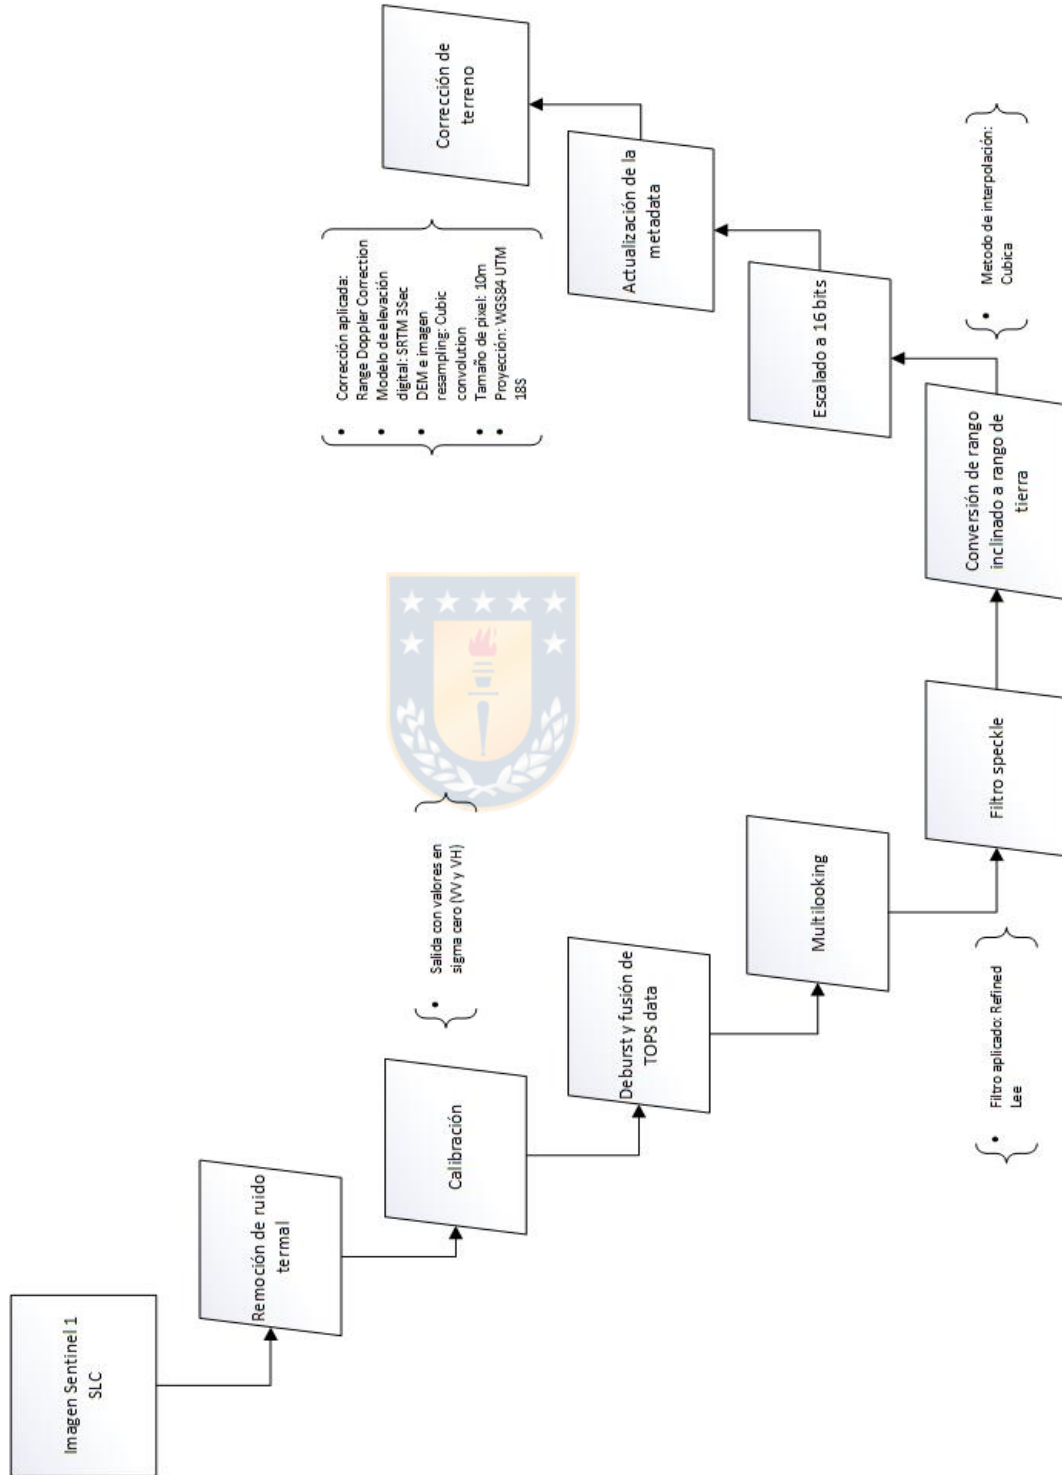 Imagen Sentinel 1
SLC
Remoción de ruido
termal
Calibración
• Salida con valores en
sigma cero (VV y VH)
Deburst y fusión de
TOPS data
Multilooking
Filtro speckle
• Filtro aplicado: Refined
Lee
Conversión de rango
inclinado a rango de
tierra
• Metodo de interpolación:
Cubica
Escalado a 16 bits
Actualización de la
metadata
Corrección de
terreno
• Corrección aplicada:
Range Doppler Correction
• Modelo de elevación
digital: SRTM 3Sec
• DEM e imagen
resampling: Cubic
convolution
• Tamaño de pixel: 10m
• Proyección: WGS84 UTM
18S